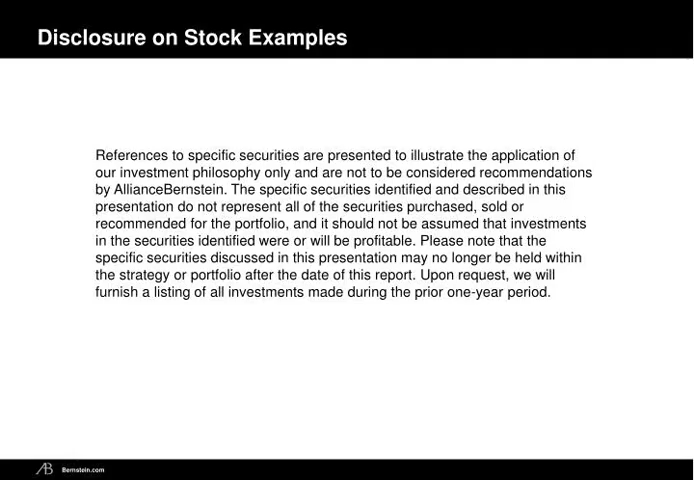 Disclosure on Stock Examples
References to specific securities are presented to illustrate the application of
our investment philosophy only and are not to be considered recommendations
by AllianceBernstein. The specific securities identified and described in this
presentation do not represent all of the securities purchased, sold or
recommended for the portfolio, and it should not be assumed that investments
in the securities identified were or will be profitable. Please note that the
specific securities discussed in this presentation may no longer be held within
the strategy or portfolio after the date of this report. Upon request, we will
furnish a listing of all investments made during the prior one-year period.
AB Bernstein.com